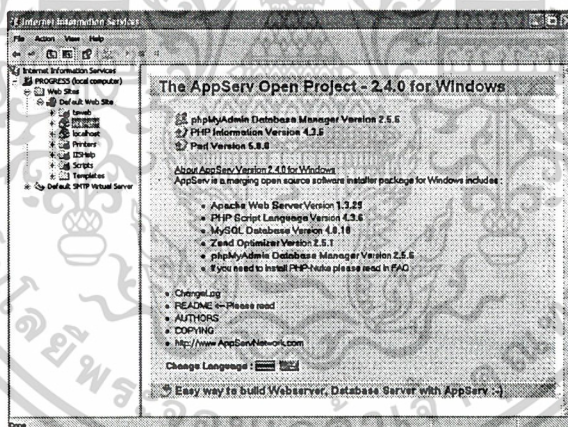 Internet Information Services
File Action View Help
Internet Information Services
PROGRESS (local computer)
Web Sites
Default Web Site
localhost
Printers
IISHelp
Scripts
Templates
Default SMTP Virtual Server
The AppServ Open Project - 2.4.0 for Windows
phpMyAdmin Database Manager Version 2.5.6
PHP Information Version 4.3.6
About AppServ Version 2.4.0 for Windows
AppServ is a merging open source software installer package for Windows includes :
Apache Web Server Version 1.3.29
PHP Script Language Version 4.3.6
MySQL Database Version 4.0.18
Zend Optimizer Version 2.5.1
phpMyAdmin Database Manager Version 2.5.6
If you need to install PHP-Nuke please read in FAQ
ChangeLog
README <-- Please read
AUTHORS
COPYING
http://www.AppServNetwork.com
Change Language :
Easy way to build Webserver, Database Server with AppServ :-)
Done